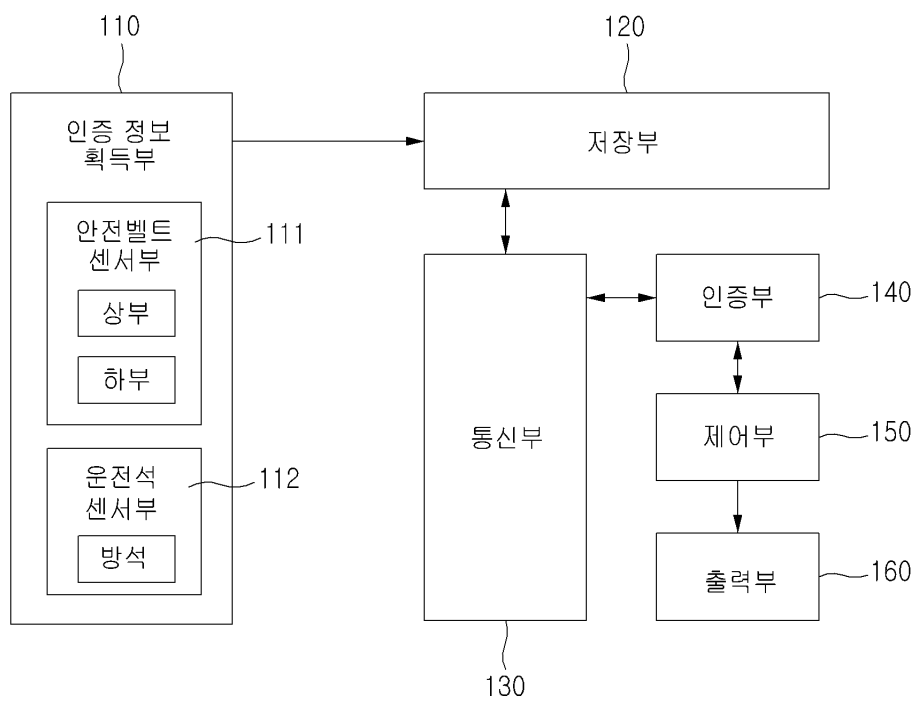 110
120
인증 정보
획득부
저장부
안전벨트
센서부
111
상부
하부
인증부
140
통신부
제어부
150
운전석
센서부
112
방석
출력부
160
130